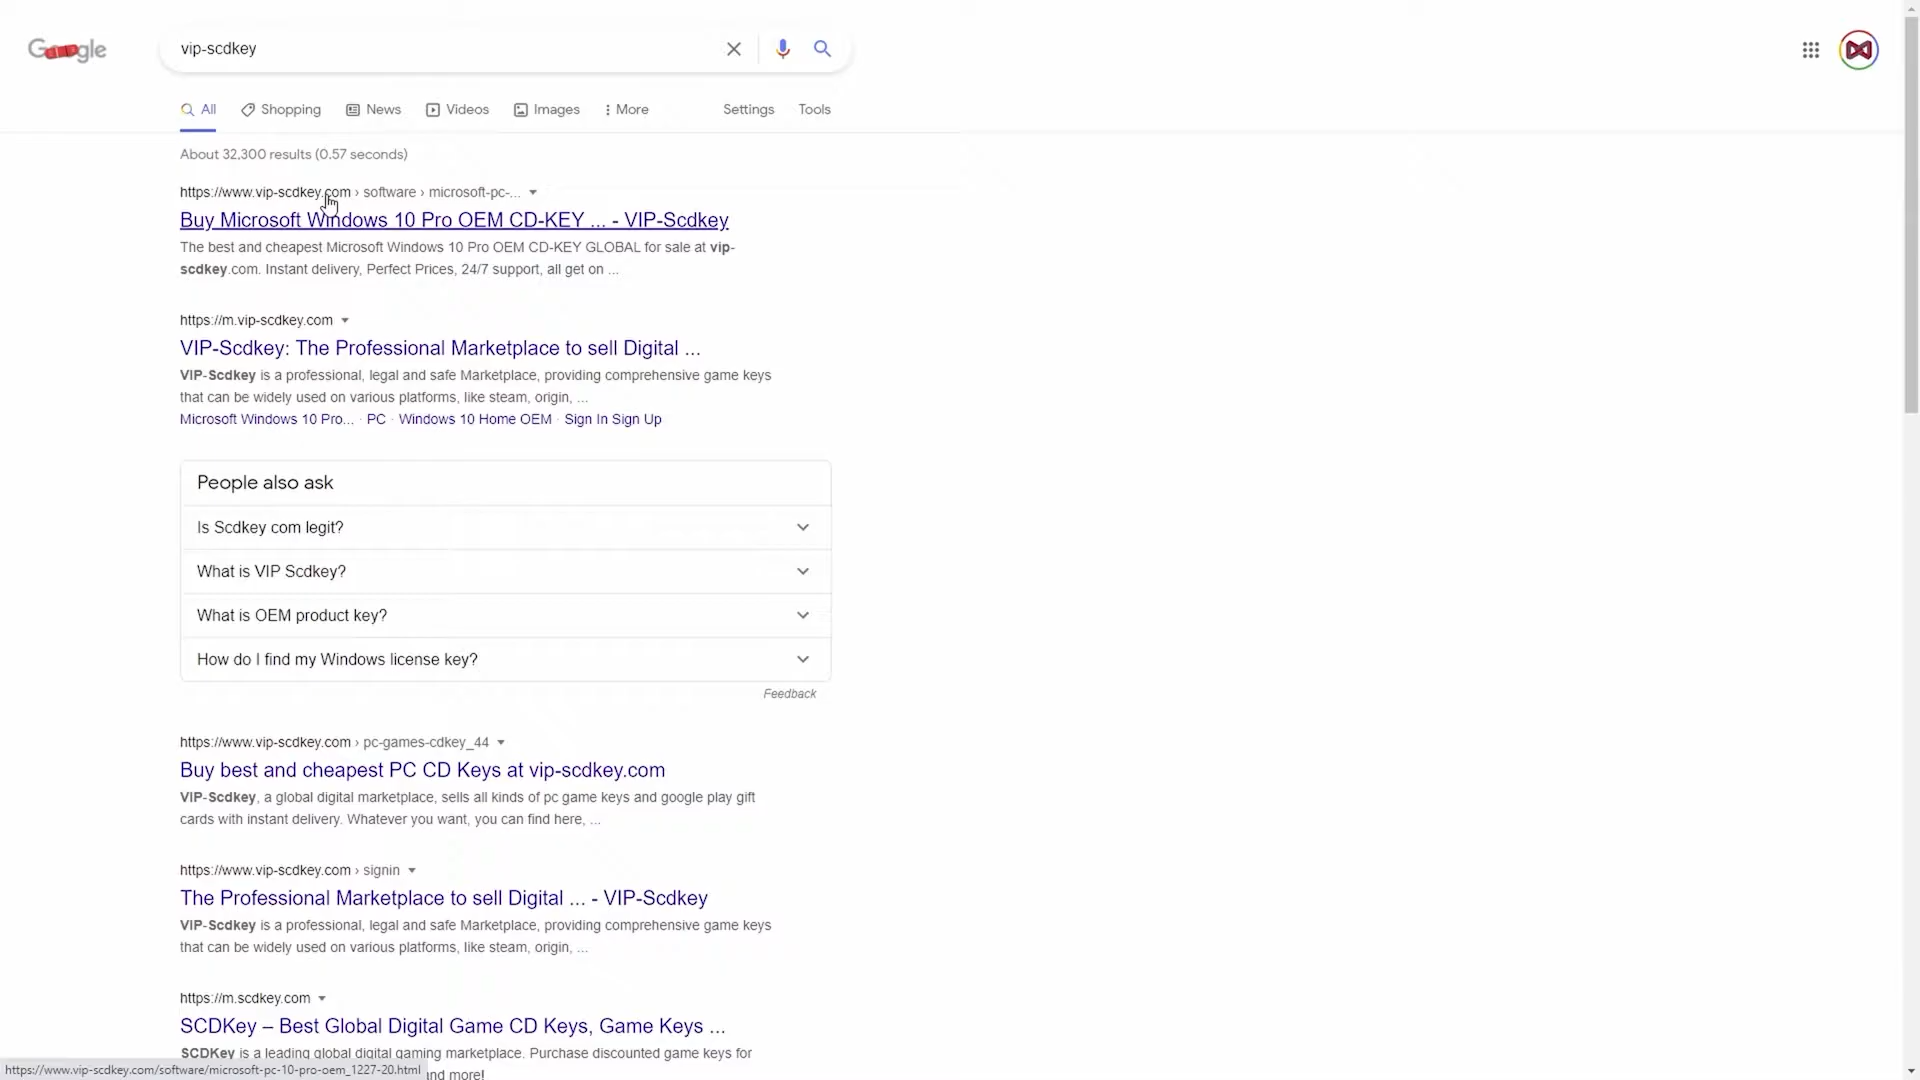 Google
vip-scdkey
All Shopping News Videos Images More Settings Tools
About 32,300 results (0.57 seconds)
https://www.vip-scdkey.com › software › microsoft-pc-...
Buy Microsoft Windows 10 Pro OEM CD-KEY ... - VIP-Scdkey
The best and cheapest Microsoft Windows 10 Pro OEM CD-KEY GLOBAL for sale at vip-
scdkey.com. Instant delivery, Perfect Prices, 24/7 support, all get on ...
https://m.vip-scdkey.com
VIP-Scdkey: The Professional Marketplace to sell Digital ...
VIP-Scdkey is a professional, legal and safe Marketplace, providing comprehensive game keys
that can be widely used on various platforms, like steam, origin, ...
Microsoft Windows 10 Pro... · PC · Windows 10 Home OEM · Sign In Sign Up
People also ask
Is Scdkey com legit?
What is VIP Scdkey?
What is OEM product key?
How do I find my Windows license key?
Feedback
https://www.vip-scdkey.com › pc-games-cdkey_44
Buy best and cheapest PC CD Keys at vip-scdkey.com
VIP-Scdkey, a global digital marketplace, sells all kinds of pc game keys and google play gift
cards with instant delivery. Whatever you want, you can find here, ...
https://www.vip-scdkey.com › signin
The Professional Marketplace to sell Digital ... - VIP-Scdkey
VIP-Scdkey is a professional, legal and safe Marketplace, providing comprehensive game keys
that can be widely used on various platforms, like steam, origin, ...
https://m.scdkey.com
SCDKey – Best Global Digital Game CD Keys, Game Keys ...
SCDKey is a leading global digital gaming marketplace. Purchase discounted game keys for
and more!
https://www.vip-scdkey.com/software/microsoft-pc-10-pro-oem_1227-20.html